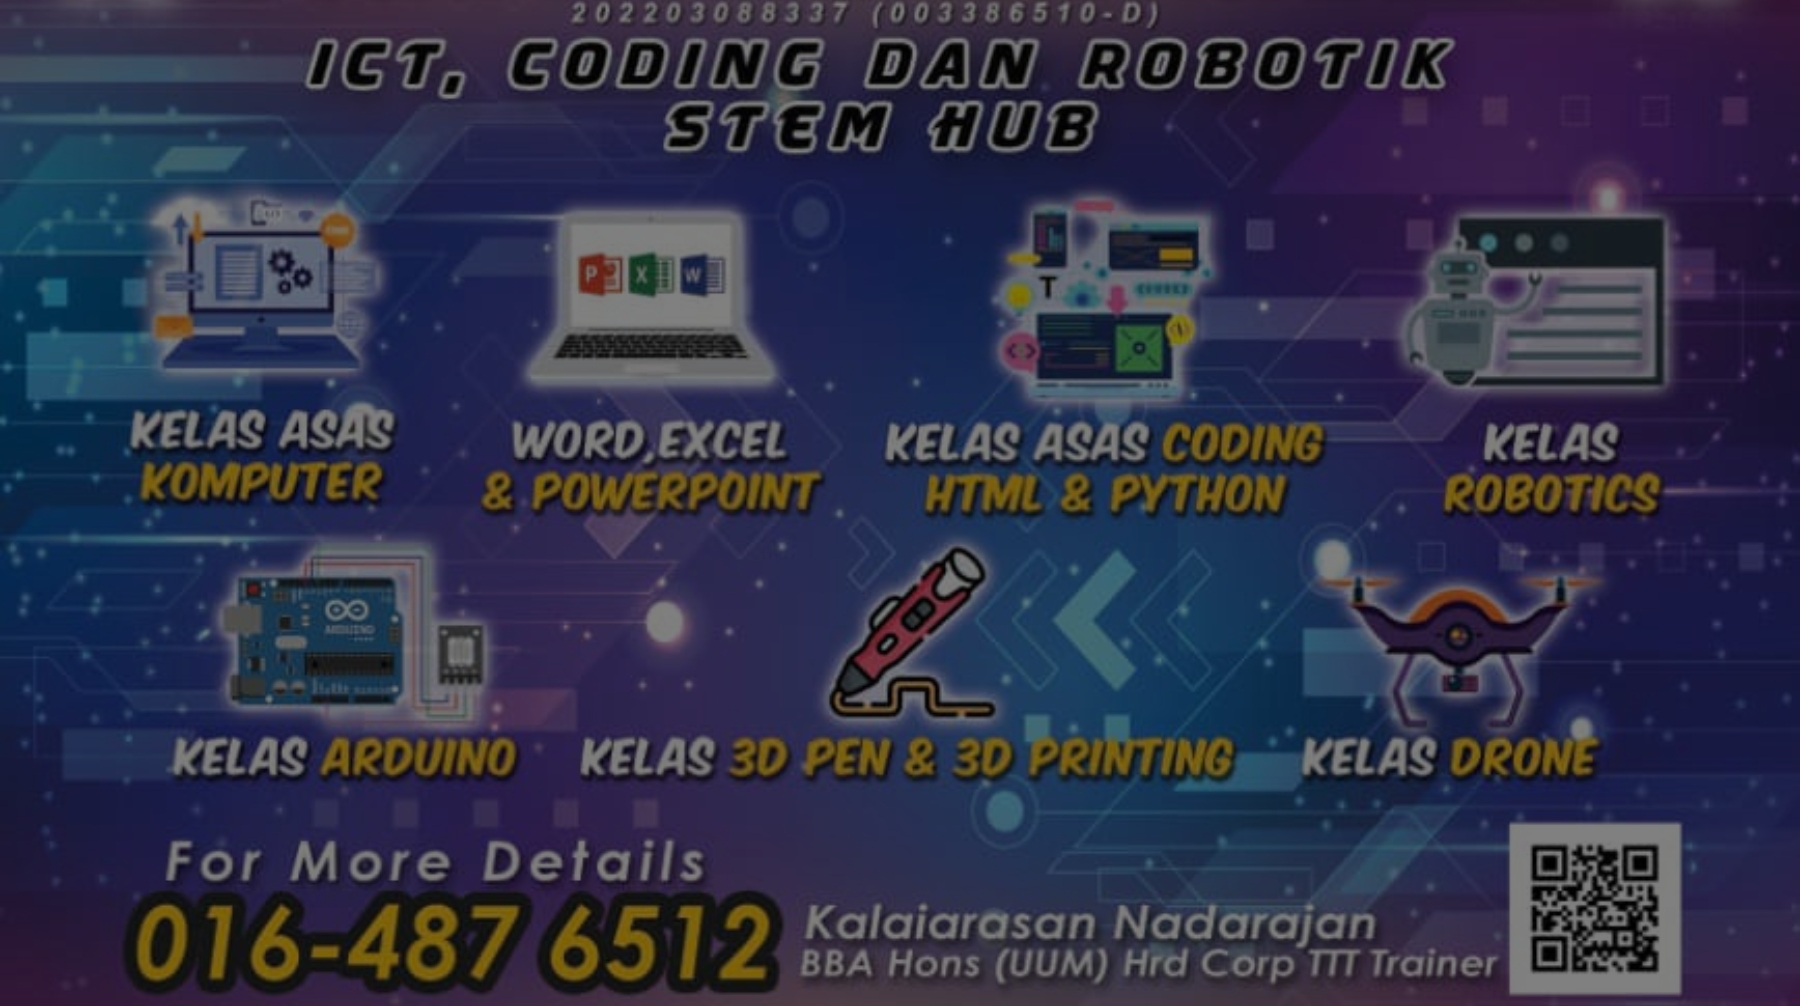 202203088337 (003386510-D)
ICT, CODING DAN ROBOTIK
STEM HUB
KELAS ASAS
KOMPUTER
WORD,EXCEL
& POWERPOINT
KELAS ASAS CODING
HTML & PYTHON
KELAS
ROBOTICS
ARDUINO
KELAS ARDUINO
KELAS 3D PEN & 3D PRINTING
KELAS DRONE
For More Details
016-487 6512
Kalaiarasan Nadarajan
BBA Hons (UUM) Hrd Corp TTT Trainer